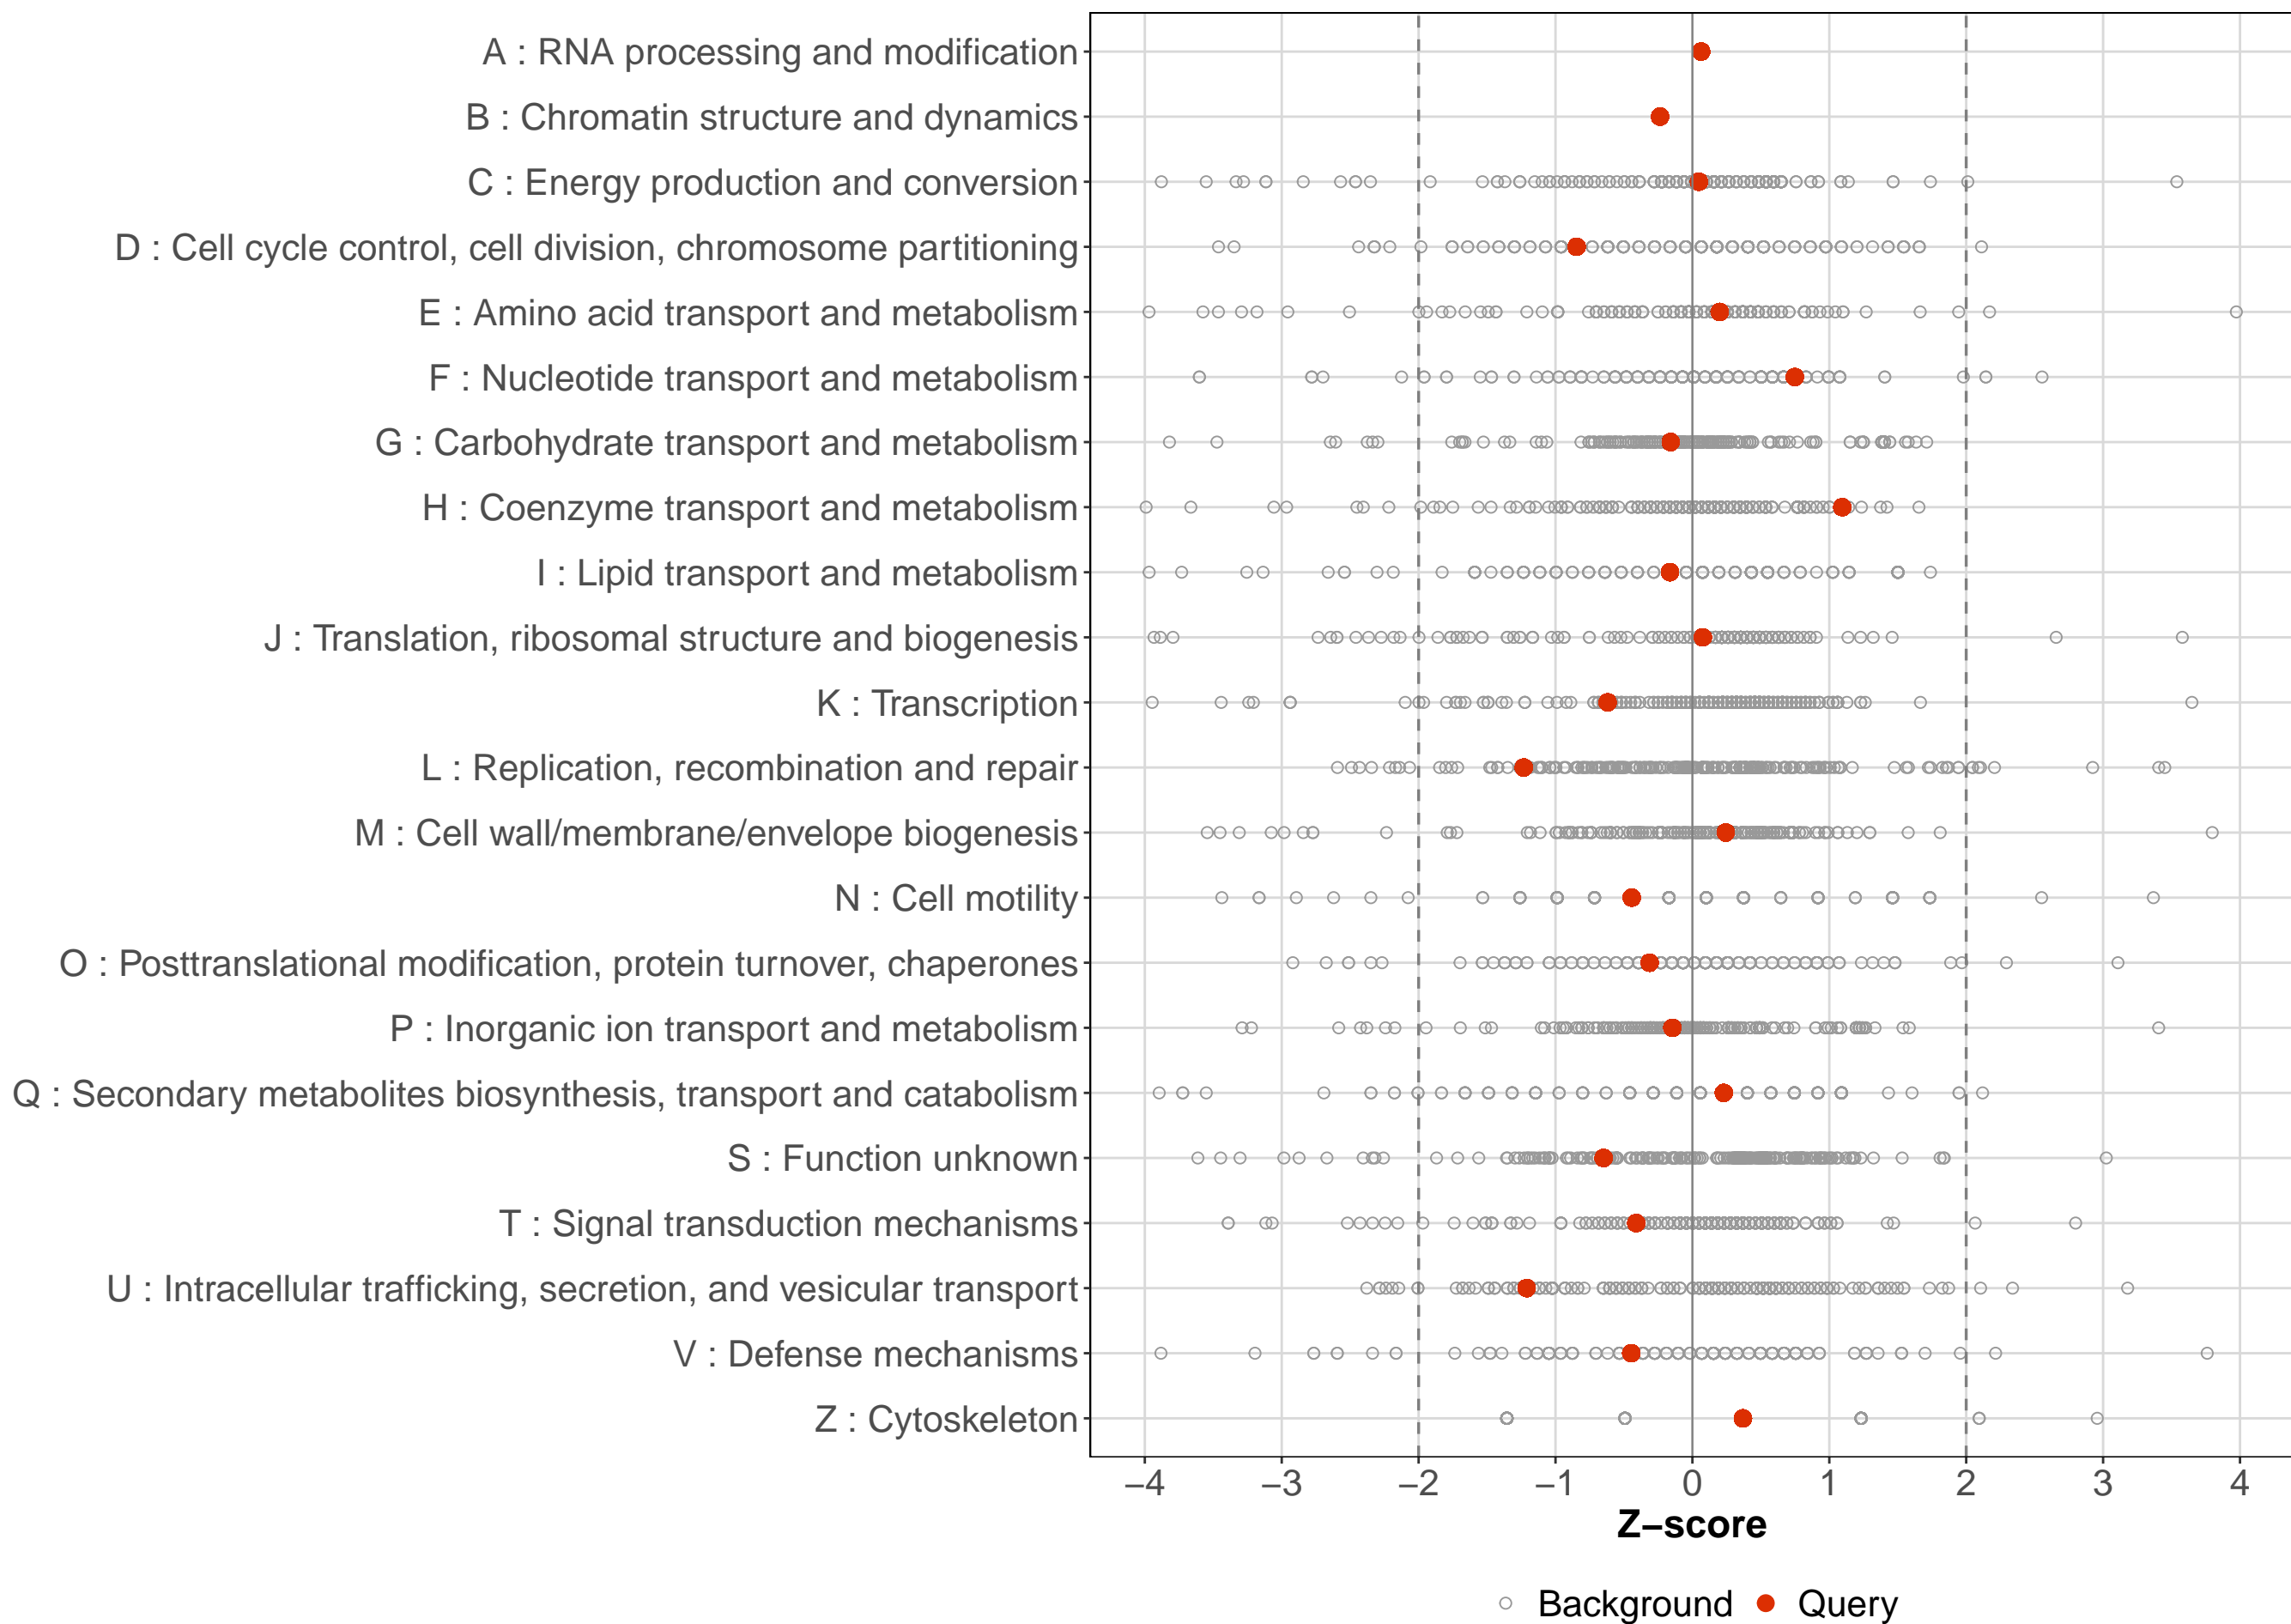 A : RNA processing and modification
B : Chromatin structure and dynamics
C : Energy production and conversion
D : Cell cycle control, cell division, chromosome partitioning
E : Amino acid transport and metabolism
F : Nucleotide transport and metabolism
G : Carbohydrate transport and metabolism
H : Coenzyme transport and metabolism
I : Lipid transport and metabolism
J : Translation, ribosomal structure and biogenesis
K : Transcription
L : Replication, recombination and repair
M : Cell wall/membrane/envelope biogenesis
N : Cell motility
O : Posttranslational modification, protein turnover, chaperones
P : Inorganic ion transport and metabolism
Q : Secondary metabolites biosynthesis, transport and catabolism
S : Function unknown
T : Signal transduction mechanisms
U : Intracellular trafficking, secretion, and vesicular transport
V : Defense mechanisms
Z : Cytoskeleton
−4 −3 −2 −1 0 1 2 3 4
Z−score
Background Query